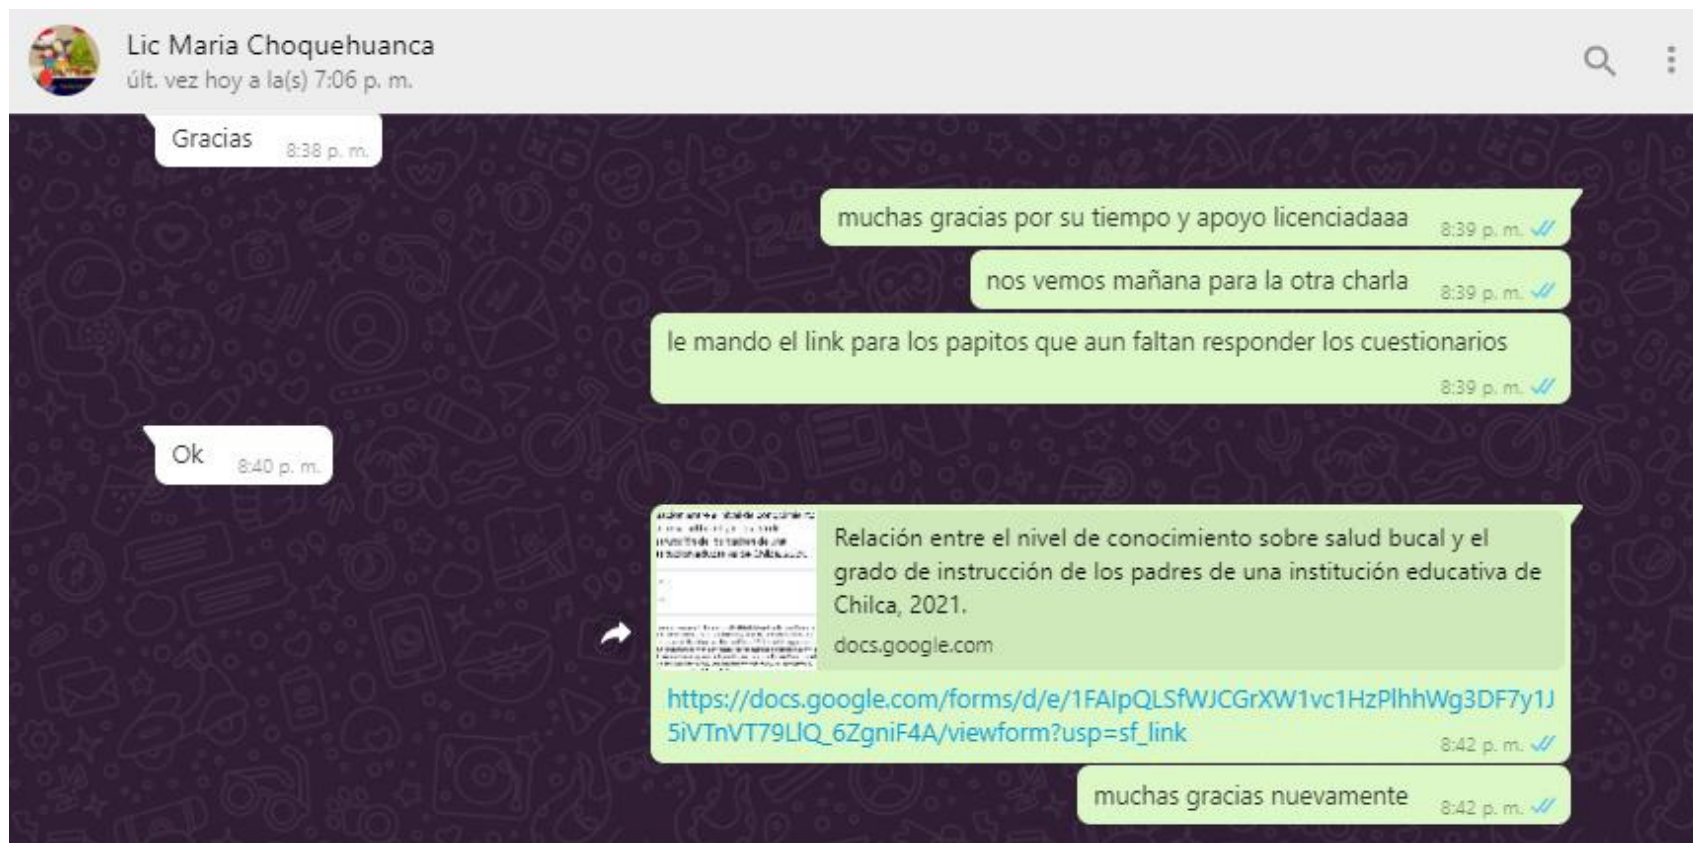 Lic Maria Choquehuanca
últ. vez hoy a la(s) 7:06 p. m.
Gracias
8:38 p. m.
muchas gracias por su tiempo y apoyo licenciadaaa
8:39 p. m.
nos vemos mañana para la otra charla
8:39 p. m.
le mando el link para los papitos que aun faltan responder los cuestionarios
8:39 p. m.
Ok
8:40 p. m.
Relación entre el nivel de conocimiento sobre salud bucal y el
grado de instrucción de los padres de una institución educativa de
Chilca, 2021.
docs.google.com
https://docs.google.com/forms/d/e/1FAIpQLSfWJCGrXW1vc1HzPlhhWg3DF7y1J
5iVTnVT79LlQ_6ZgniF4A/viewform?usp=sf_link
8:42 p. m.
muchas gracias nuevamente
8:42 p. m.